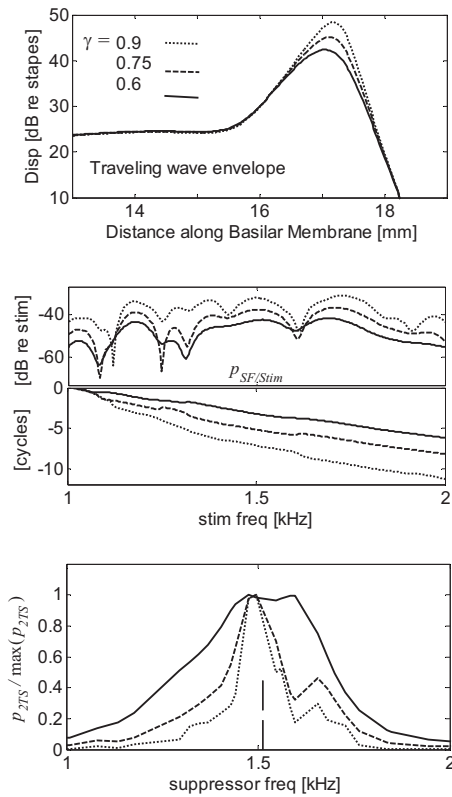 50
γ = 0.9
0.75
0.6
40
30
20
10
Disp [dB re stapes]
Traveling wave envelope
14 16 18
Distance along Basilar Membrane [mm]
-40
-60
[dB re stim]
p_SF/Stim
0
-5
-10
[cycles]
1 1.5 2
stim freq [kHz]
1
0.8
0.6
0.4
0.2
0
p_2TS / max(p_2TS)
1 1.5 2
suppressor freq [kHz]